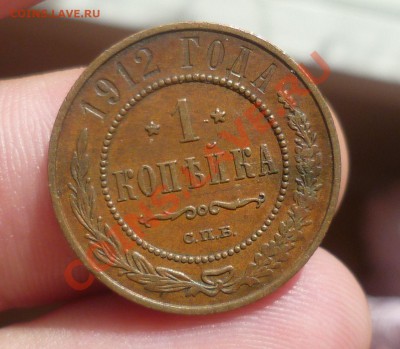 COINS.LAVE.RU
1912 ГОДА
1
КОПѢЙКА
С.П.Б.
COINS.LAVE.RU